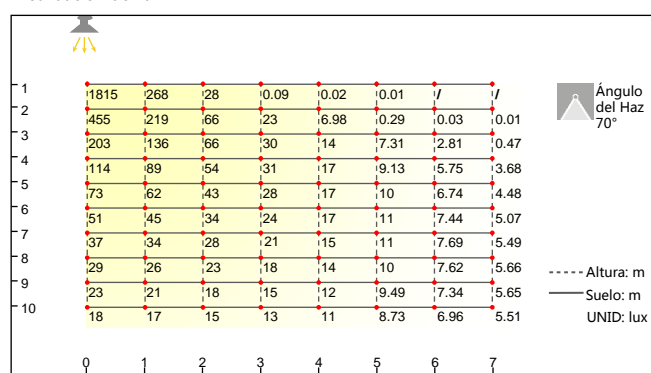 1
1815 268 28 0.09 0.02 0.01 / /
2
455 219 66 23 6.98 0.29 0.03 0.01
3
203 136 66 30 14 7.31 2.81 0.47
4
114 89 54 31 17 9.13 5.75 3.68
5
73 62 43 28 17 10 6.74 4.48
6
51 45 34 24 17 11 7.44 5.07
7
37 34 28 21 15 11 7.69 5.49
8
29 26 23 18 14 10 7.62 5.66
9
23 21 18 15 12 9.49 7.34 5.65
10
18 17 15 13 11 8.73 6.96 5.51
0 1 2 3 4 5 6 7
Ángulo
del Haz
70°
Altura: m
Suelo: m
UNID: lux